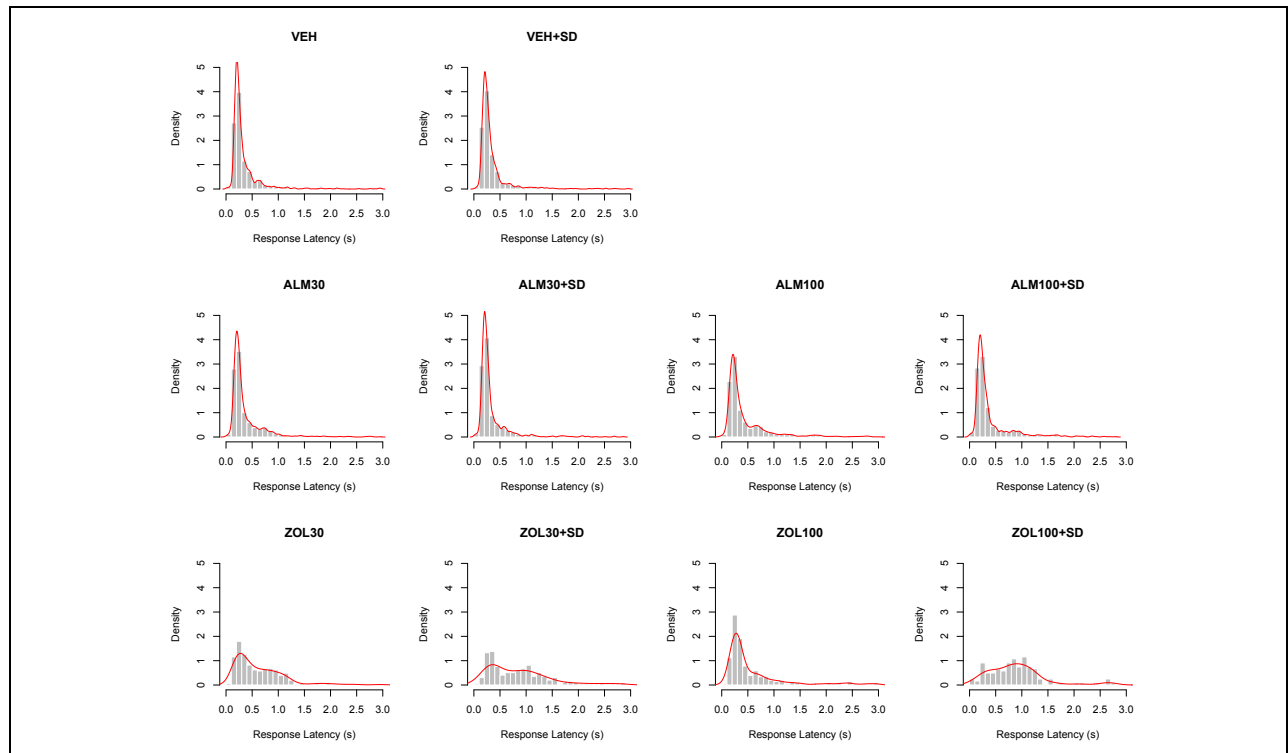 VEH VEH+SD
Density 0 1 2 3 4 5 Density 0 1 2 3 4 5
0.0 0.5 1.0 1.5 2.0 2.5 3.0 0.0 0.5 1.0 1.5 2.0 2.5 3.0
Response Latency (s) Response Latency (s)
ALM30 ALM30+SD ALM100 ALM100+SD
Density 0 1 2 3 4 5 Density 0 1 2 3 4 5 Density 0 1 2 3 4 5 Density 0 1 2 3 4 5
0.0 0.5 1.0 1.5 2.0 2.5 3.0 0.0 0.5 1.0 1.5 2.0 2.5 3.0 0.0 0.5 1.0 1.5 2.0 2.5 3.0 0.0 0.5 1.0 1.5 2.0 2.5 3.0
Response Latency (s) Response Latency (s) Response Latency (s) Response Latency (s)
ZOL30 ZOL30+SD ZOL100 ZOL100+SD
Density 0 1 2 3 4 5 Density 0 1 2 3 4 5 Density 0 1 2 3 4 5 Density 0 1 2 3 4 5
0.0 0.5 1.0 1.5 2.0 2.5 3.0 0.0 0.5 1.0 1.5 2.0 2.5 3.0 0.0 0.5 1.0 1.5 2.0 2.5 3.0 0.0 0.5 1.0 1.5 2.0 2.5 3.0
Response Latency (s) Response Latency (s) Response Latency (s) Response Latency (s)